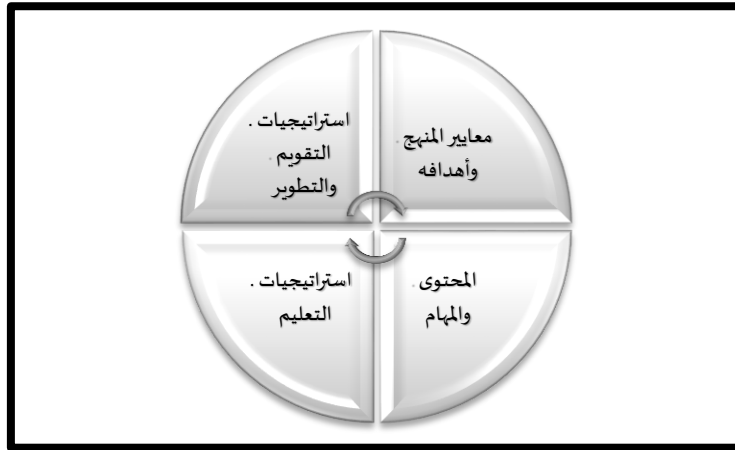 معايير المنهج
وأهدافه
المحتوى
والمهام
استراتيجيات
التعليم
استراتيجيات
التقويم
والتطوير